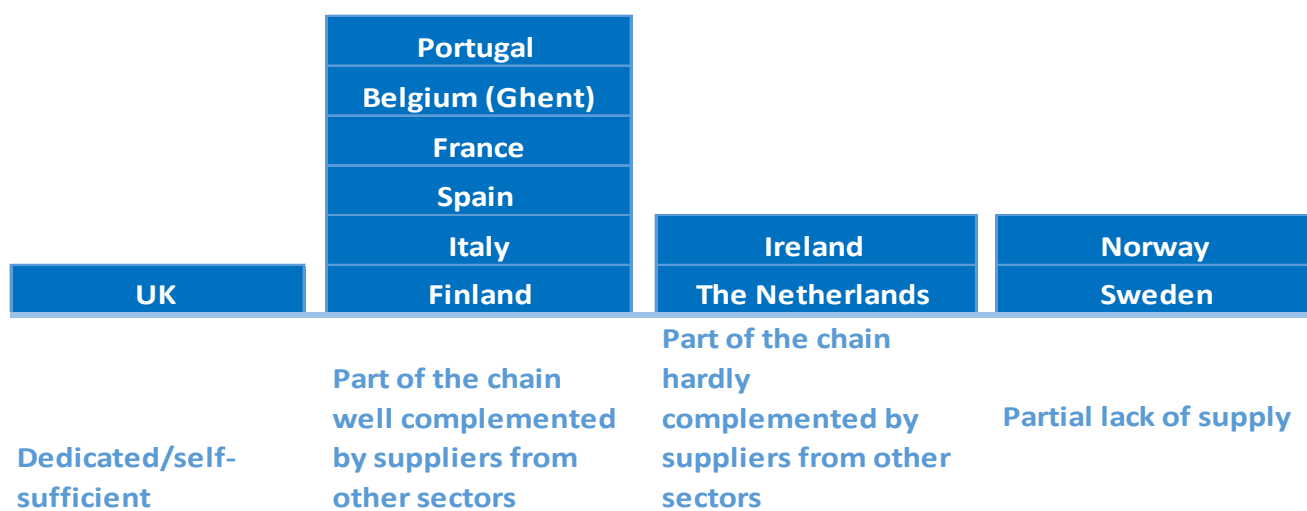 Portugal
Belgium (Ghent)
France
Spain
Italy
Ireland
Norway
UK
Finland
The Netherlands
Sweden
Dedicated/self-
sufficient
Part of the chain
well complemented
by suppliers from
other sectors
Part of the chain
hardly
complemented by
suppliers from other
sectors
Partial lack of supply